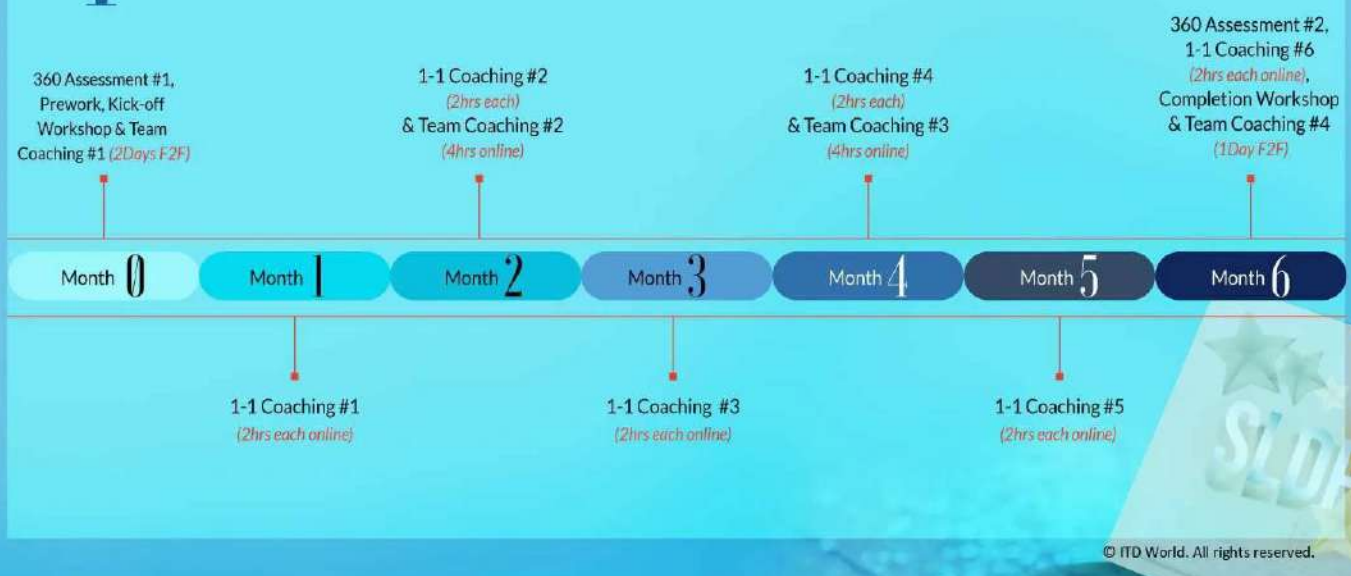 360 Assessment #1,
Prework, Kick-off
Workshop & Team
Coaching #1 (2Days F2F)
1-1 Coaching #2
(2hrs each)
& Team Coaching #2
(4hrs online)
1-1 Coaching #4
(2hrs each)
& Team Coaching #3
(4hrs online)
360 Assessment #2,
1-1 Coaching #6
(2hrs each online),
Completion Workshop
& Team Coaching #4
(1Day F2F)
Month 0
Month 1
Month 2
Month 3
Month 4
Month 5
Month 6
1-1 Coaching #1
(2hrs each online)
1-1 Coaching #3
(2hrs each online)
1-1 Coaching #5
(2hrs each online)
© ITD World. All rights reserved.